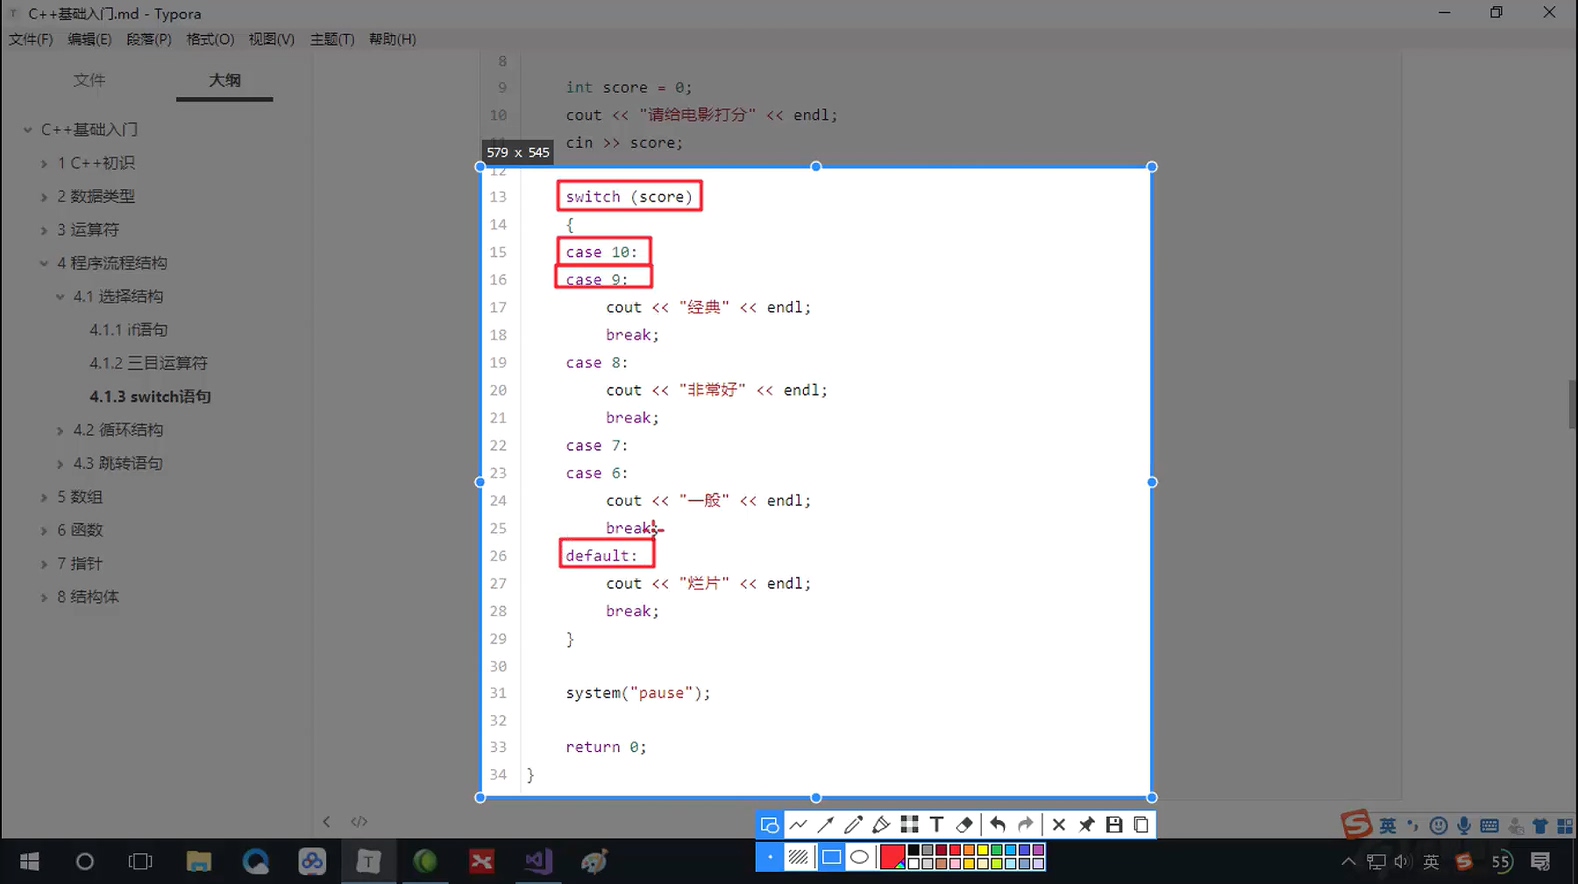 C++基础入门.md - Typora
文件(F) 编辑(E) 段落(P) 格式(O) 视图(V) 主题(T) 帮助(H)
文件 大纲
C++基础入门
1 C++初识
2 数据类型
3 运算符
4 程序流程结构
4.1 选择结构
4.1.1 if语句
4.1.2 三目运算符
4.1.3 switch语句
4.2 循环结构
4.3 跳转语句
5 数组
6 函数
7 指针
8 结构体
8
9 int score = 0;
10 cout << "请给电影打分" << endl;
11 cin >> score;
579 x 545
12
13 switch (score)
14 {
15 case 10:
16 case 9:
17 cout << "经典" << endl;
18 break;
19 case 8:
20 cout << "非常好" << endl;
21 break;
22 case 7:
23 case 6:
24 cout << "一般" << endl;
25 break;
26 default:
27 cout << "烂片" << endl;
28 break;
29 }
30
31 system("pause");
32
33 return 0;
34 }
英
英 55